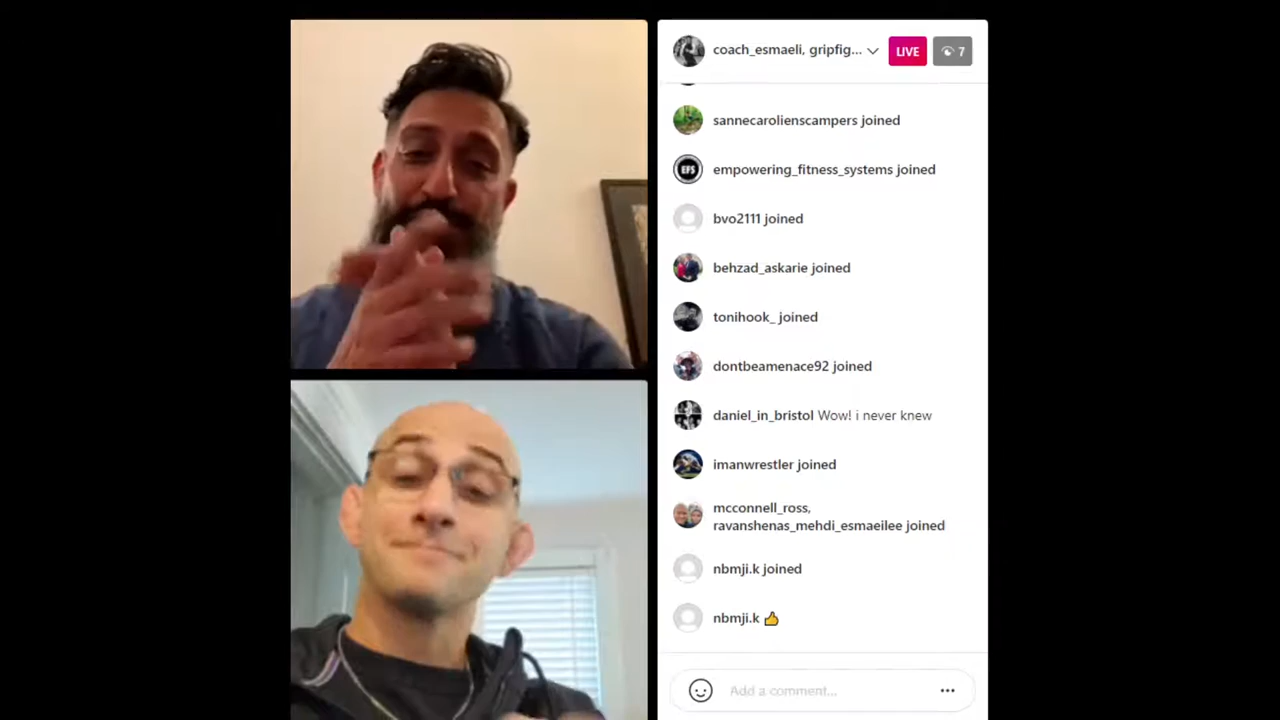 coach_esmaeli, gripfig...
LIVE
7
sannecarolienscampers joined
EFS
empowering_fitness_systems joined
bvo2111 joined
behzad_askarie joined
tonihook_ joined
dontbeamenace92 joined
daniel_in_bristol Wow! i never knew
imanwrestler joined
mcconnell_ross,
ravanshenas_mehdi_esmaeilee joined
nbmji.k joined
nbmji.k 👍
Add a comment...